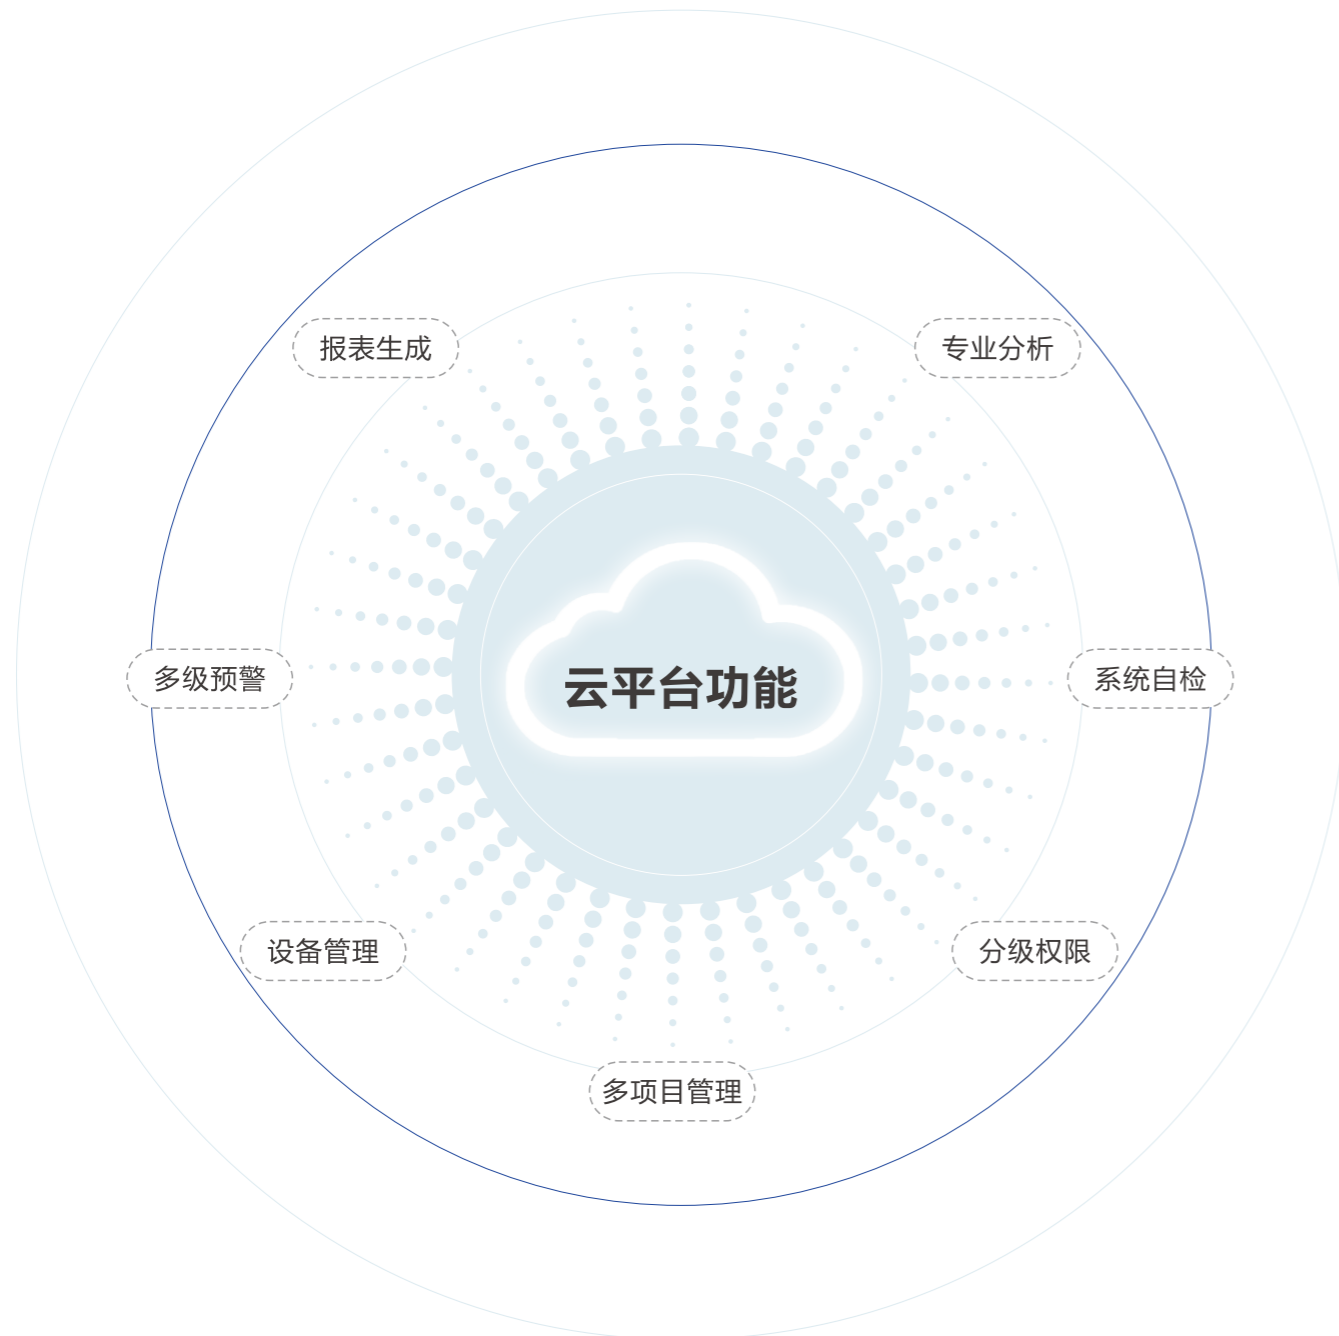 报表生成
专业分析
多级预警
云平台功能
系统自检
设备管理
分级权限
多项目管理